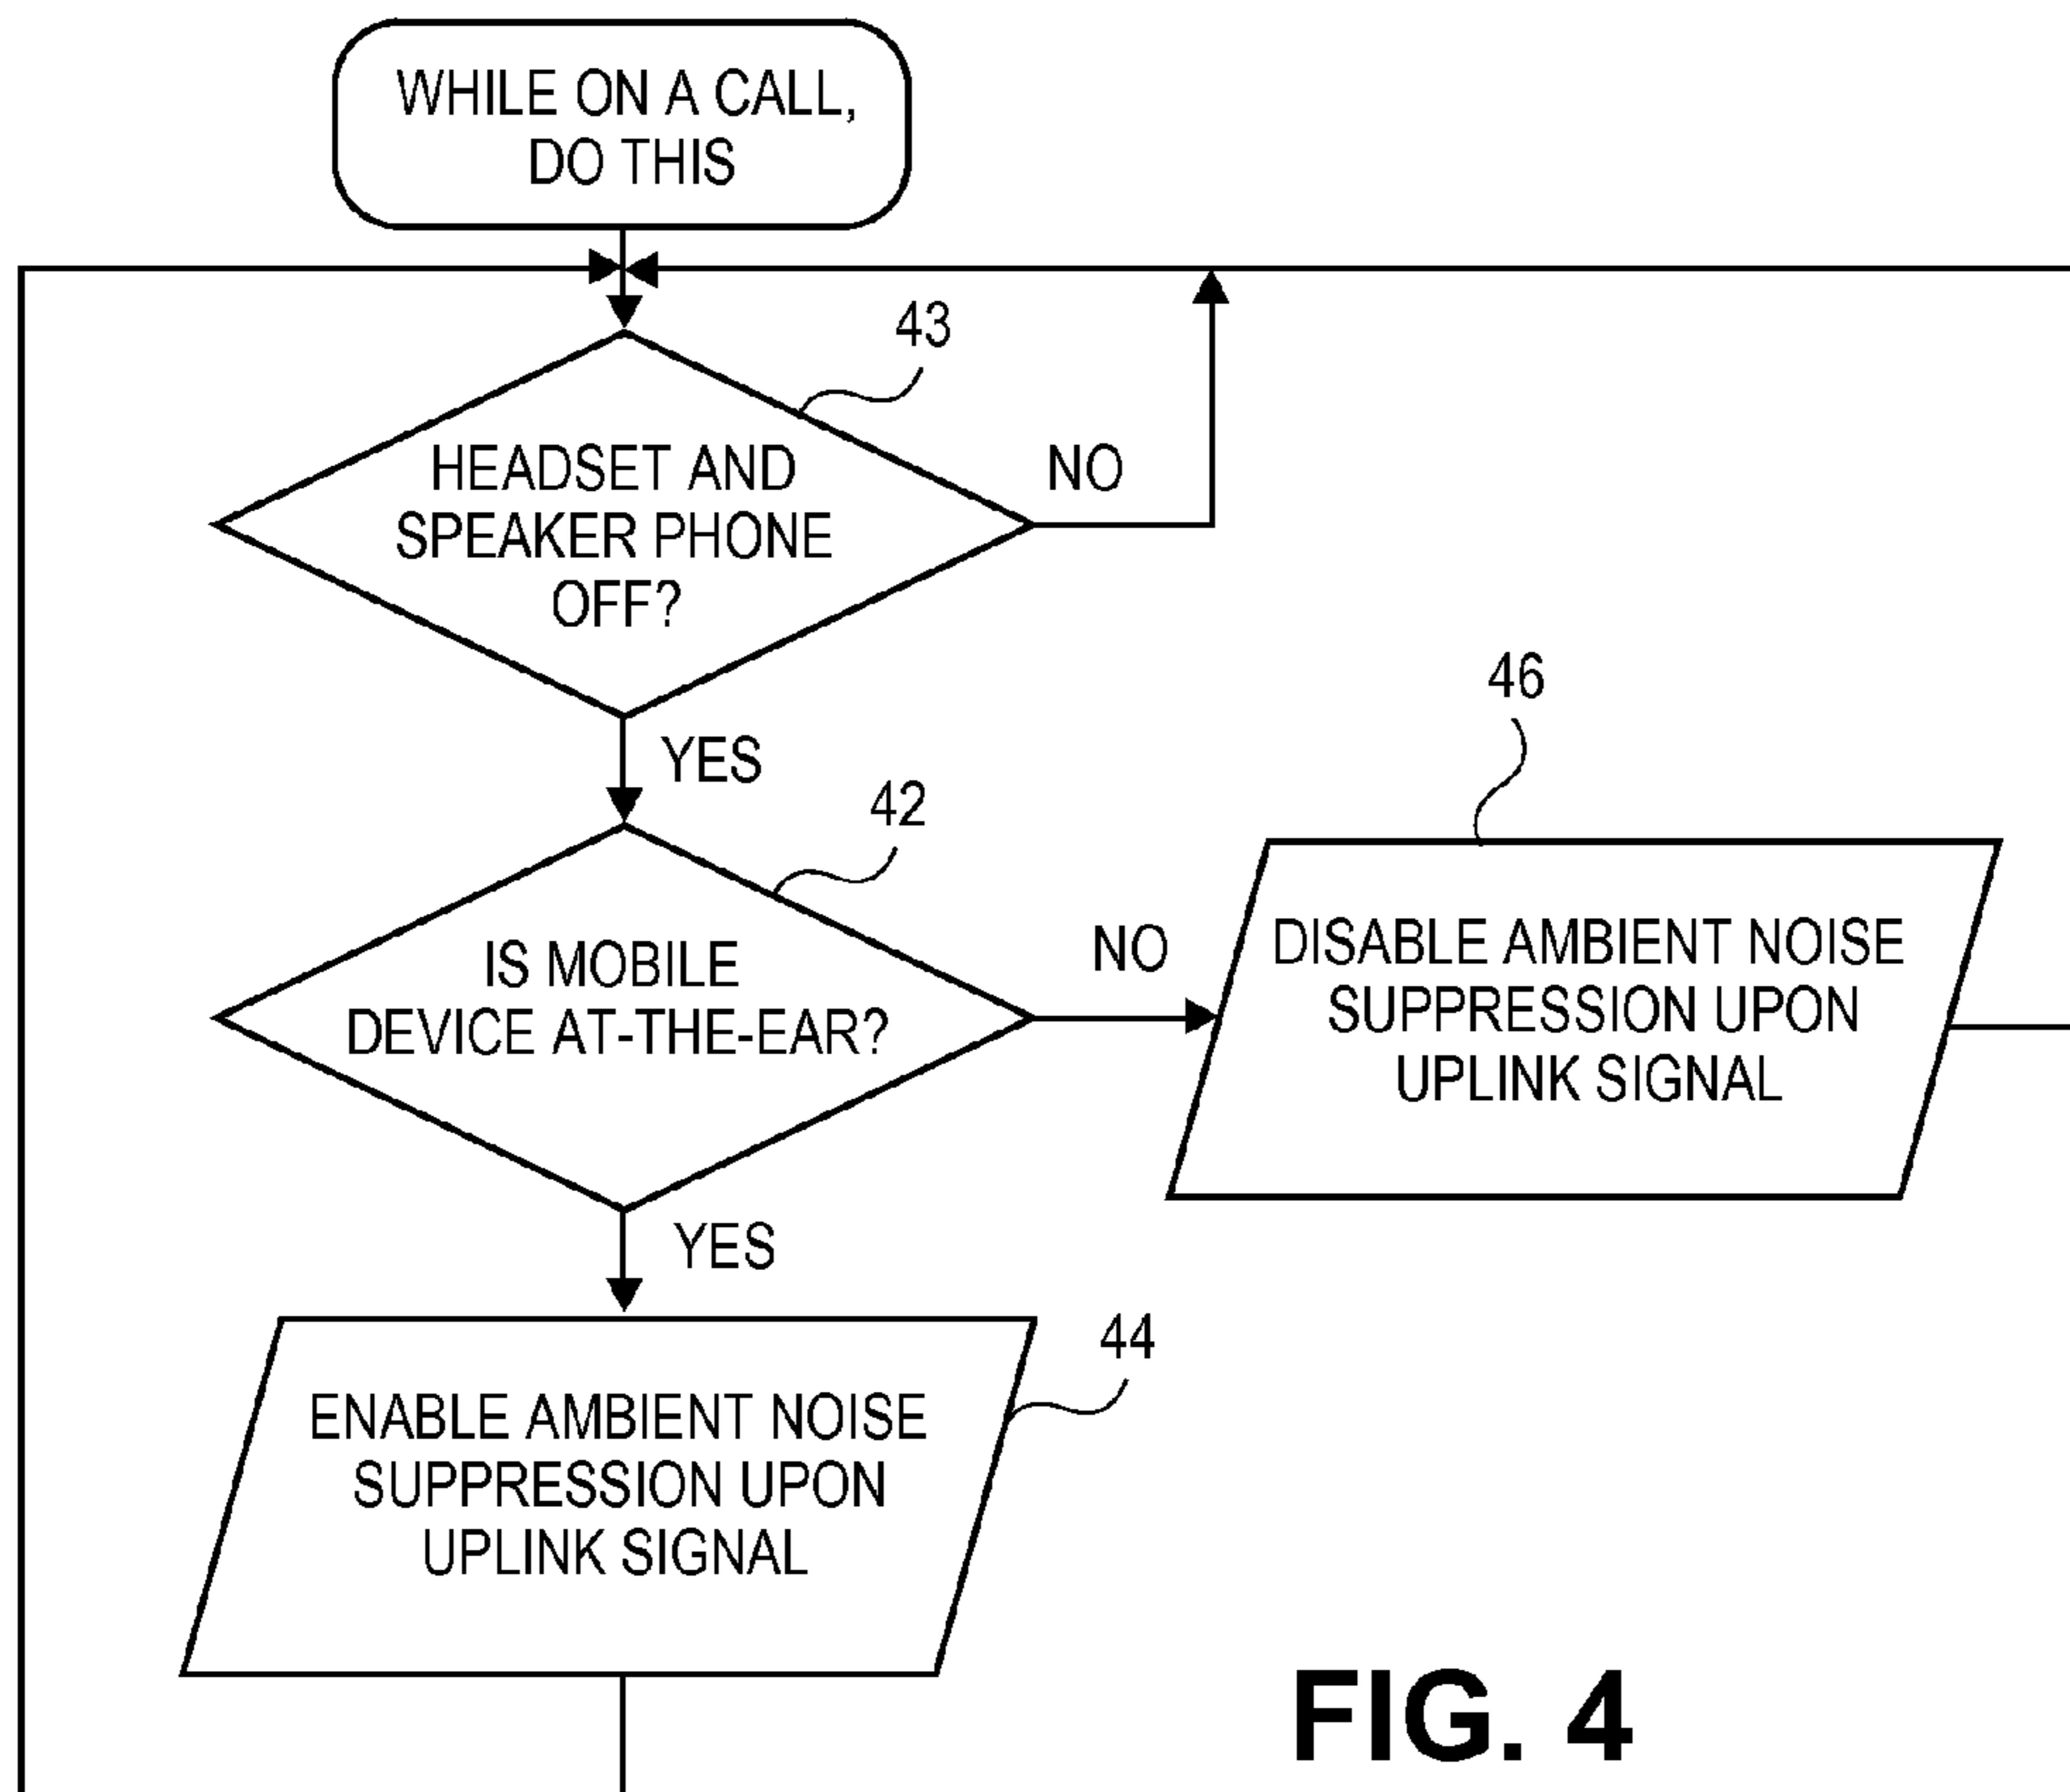 WHILE ON A CALL,
DO THIS
43
HEADSET AND
SPEAKER PHONE
OFF?
NO
YES
42
IS MOBILE
DEVICE AT-THE-EAR?
NO
46
DISABLE AMBIENT NOISE
SUPPRESSION UPON
UPLINK SIGNAL
YES
44
ENABLE AMBIENT NOISE
SUPPRESSION UPON
UPLINK SIGNAL
FIG. 4